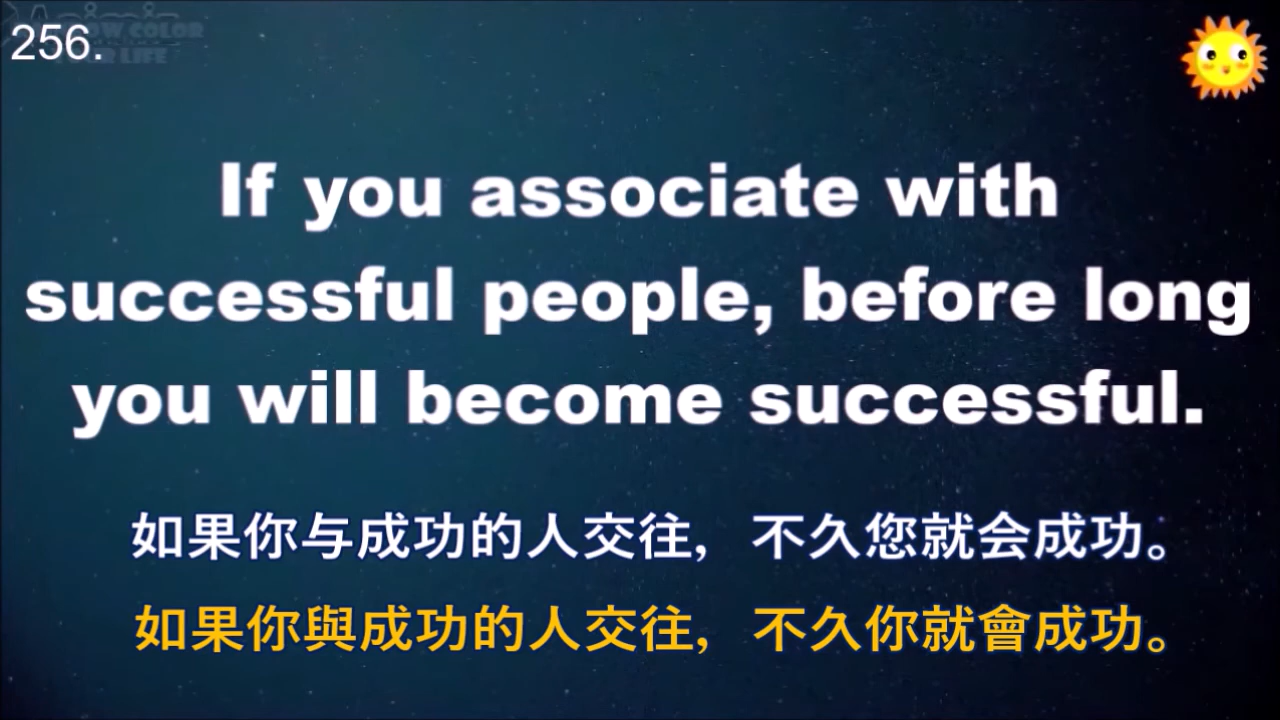 256.
If you associate with
successful people, before long
you will become successful.
如果你与成功的人交往，不久您就会成功。
如果你與成功的人交往，不久你就會成功。